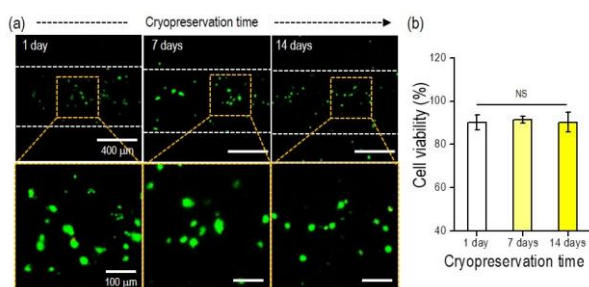 (a)
Cryopreservation time
1 day
7 days
14 days
400 μm
100 μm
(b)
Cell viability (%)
100
80
60
40
NS
1 day
7 days
14 days
Cryopreservation time